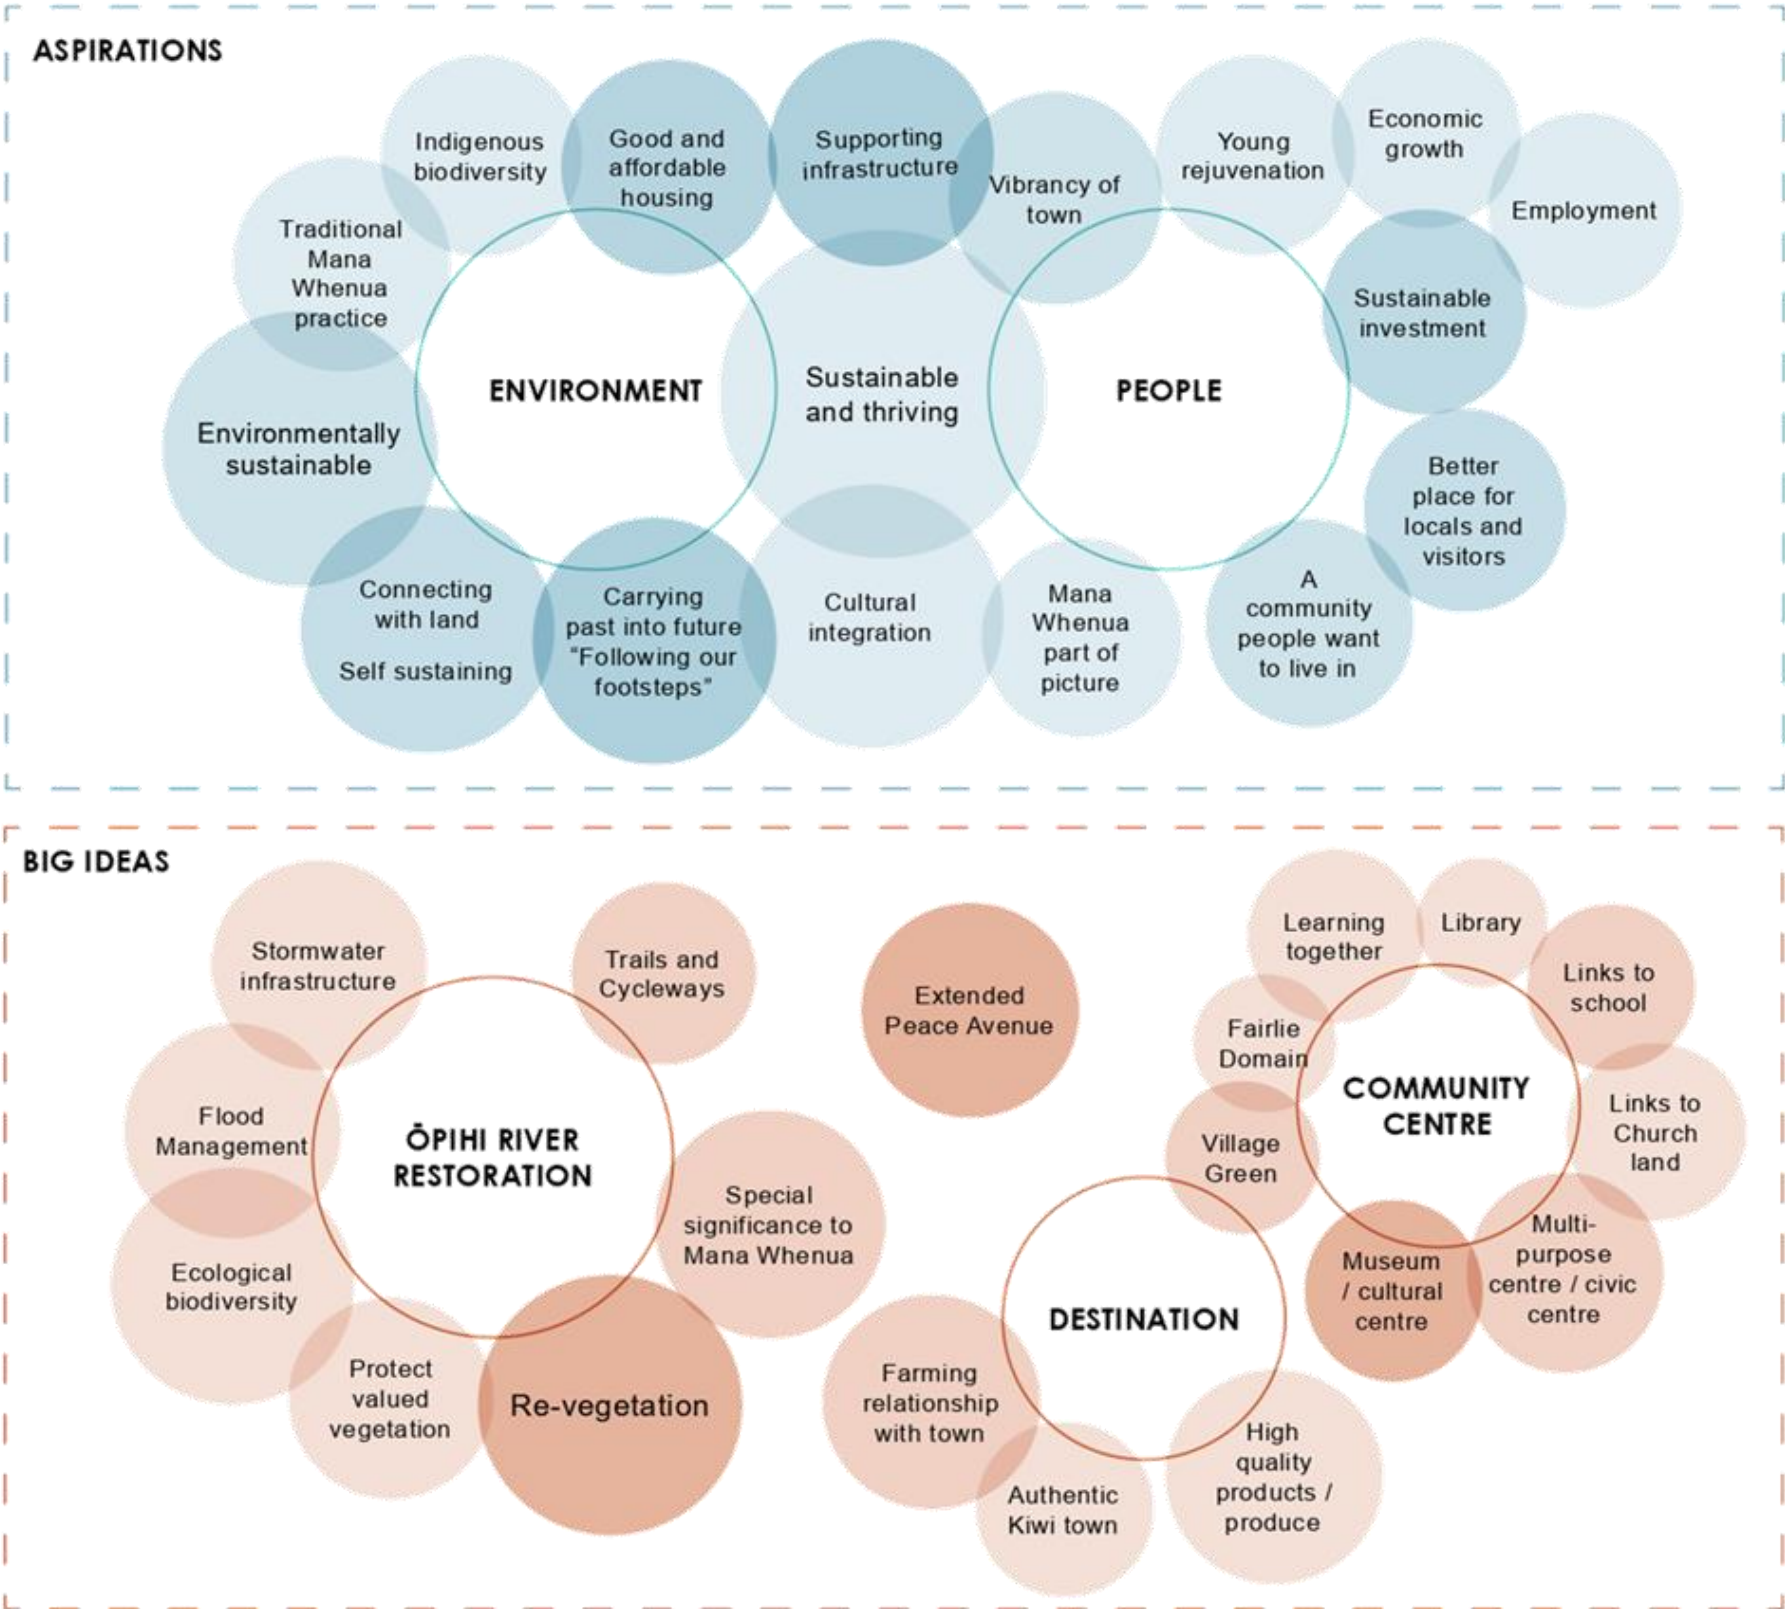 ASPIRATIONS
Indigenous
biodiversity
Good and
affordable
housing
Supporting
infrastructure
Vibrancy of
town
Young
rejuvenation
Economic
growth
Employment
Traditional
Mana
Whenua
practice
Sustainable
investment
ENVIRONMENT
Sustainable
and thriving
PEOPLE
Environmentally
sustainable
Better
place for
locals and
visitors
Connecting
with land
Self sustaining
Carrying
past into future
“Following our
footsteps”
Cultural
integration
Mana
Whenua
part of
picture
A
community
people want
to live in
BIG IDEAS
Stormwater
infrastructure
Trails and
Cycleways
Extended
Peace Avenue
Learning
together
Library
Links to
school
Fairlie
Domain
Flood
Management
ŌPIHI RIVER
RESTORATION
COMMUNITY
CENTRE
Links to
Church
land
Village
Green
Special
significance to
Mana Whenua
Ecological
biodiversity
Museum
/ cultural
centre
Multi-
purpose
centre / civic
centre
DESTINATION
Protect
valued
vegetation
Re-vegetation
Farming
relationship
with town
Authentic
Kiwi town
High
quality
products /
produce